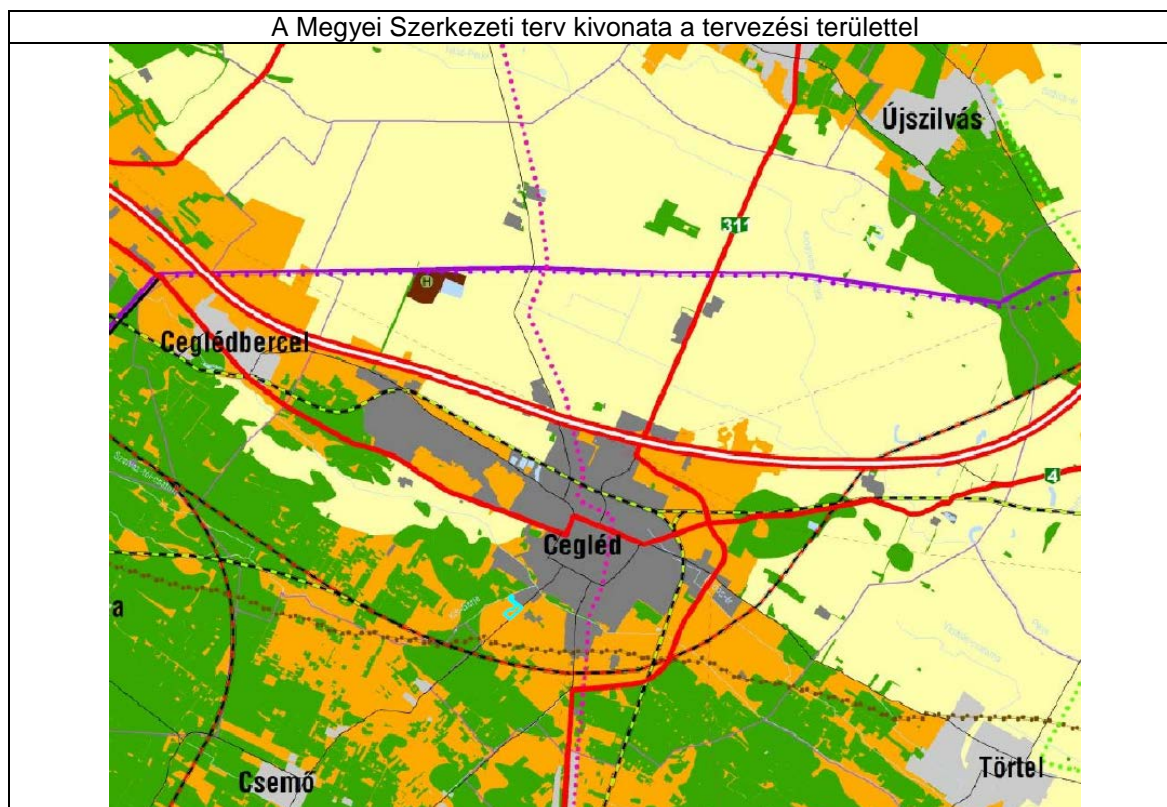 A Megyei Szerkezeti terv kivonata a tervezési területtel
Újszilvás
311
H
Ceglédbercel
4
Cegléd
a
Törtel
Csemő